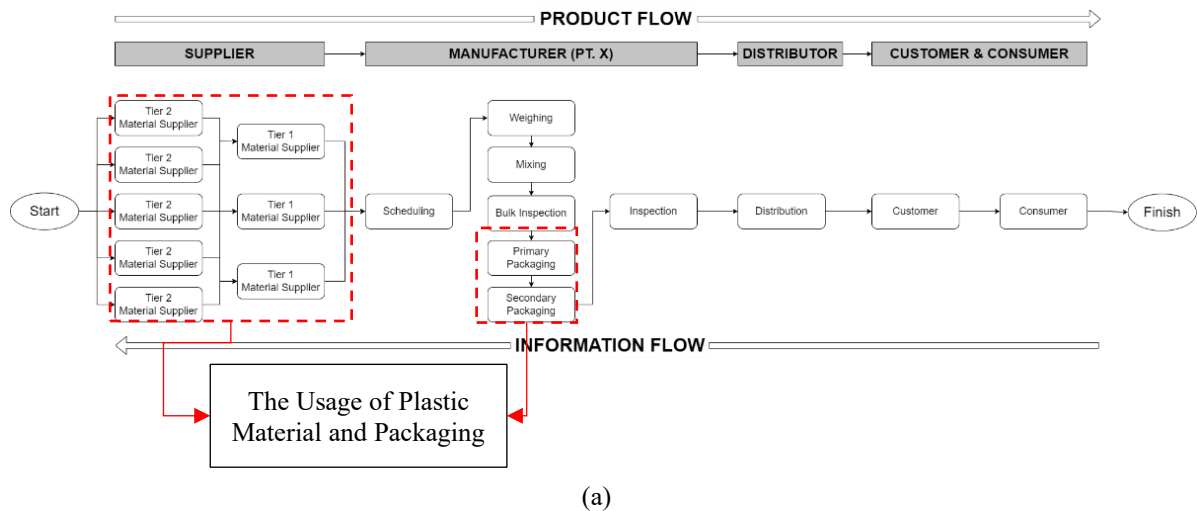 PRODUCT FLOW
SUPPLIER
MANUFACTURER (PT. X)
DISTRIBUTOR
CUSTOMER & CONSUMER
Start
Tier 2
Material Supplier
Tier 2
Material Supplier
Tier 2
Material Supplier
Tier 2
Material Supplier
Tier 2
Material Supplier
Tier 1
Material Supplier
Tier 1
Material Supplier
Tier 1
Material Supplier
Scheduling
Weighing
Mixing
Bulk Inspection
Primary
Packaging
Secondary
Packaging
Inspection
Distribution
Customer
Consumer
Finish
INFORMATION FLOW
The Usage of Plastic
Material and Packaging
(a)